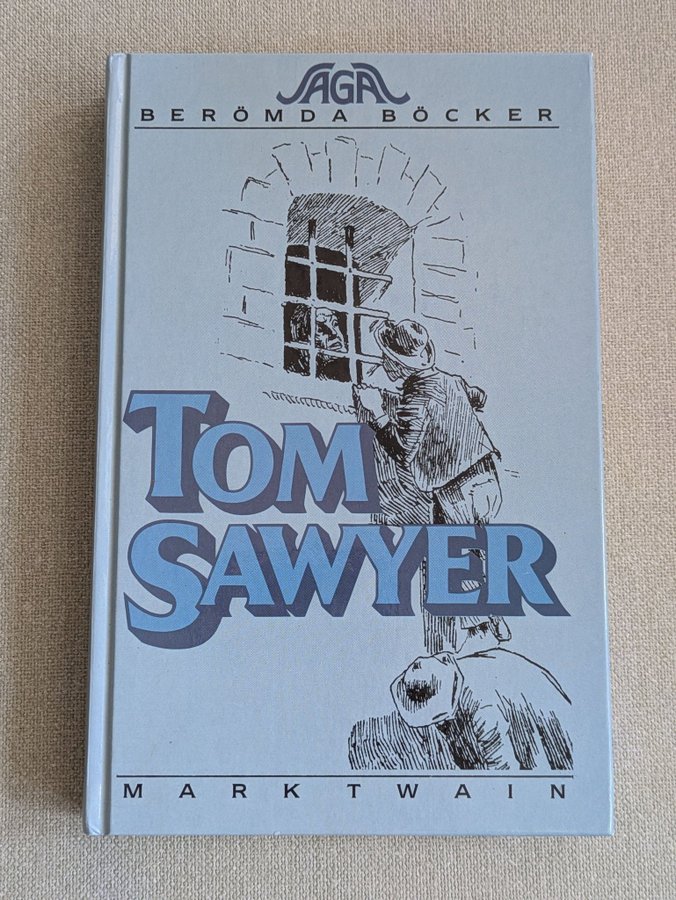 SAGA
BERÖMDA BÖCKER
TOM
SAWYER
MARK TWAIN